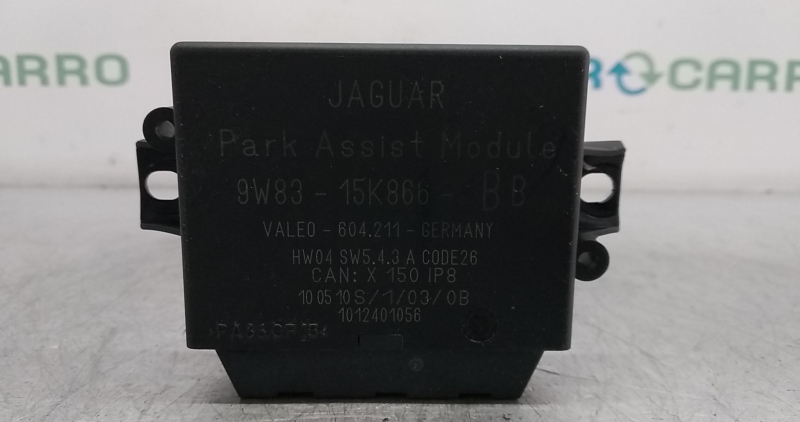 CARRO
CARRO
JAGUAR
Park Assist Module
9W83 - 15K866 - BB
VALEO - 604.211 - GERMANY
HW04 SW5.4.3 A CODE26
CAN: X 150 IP8
10 05 10 S/1/03/0B
1012401056